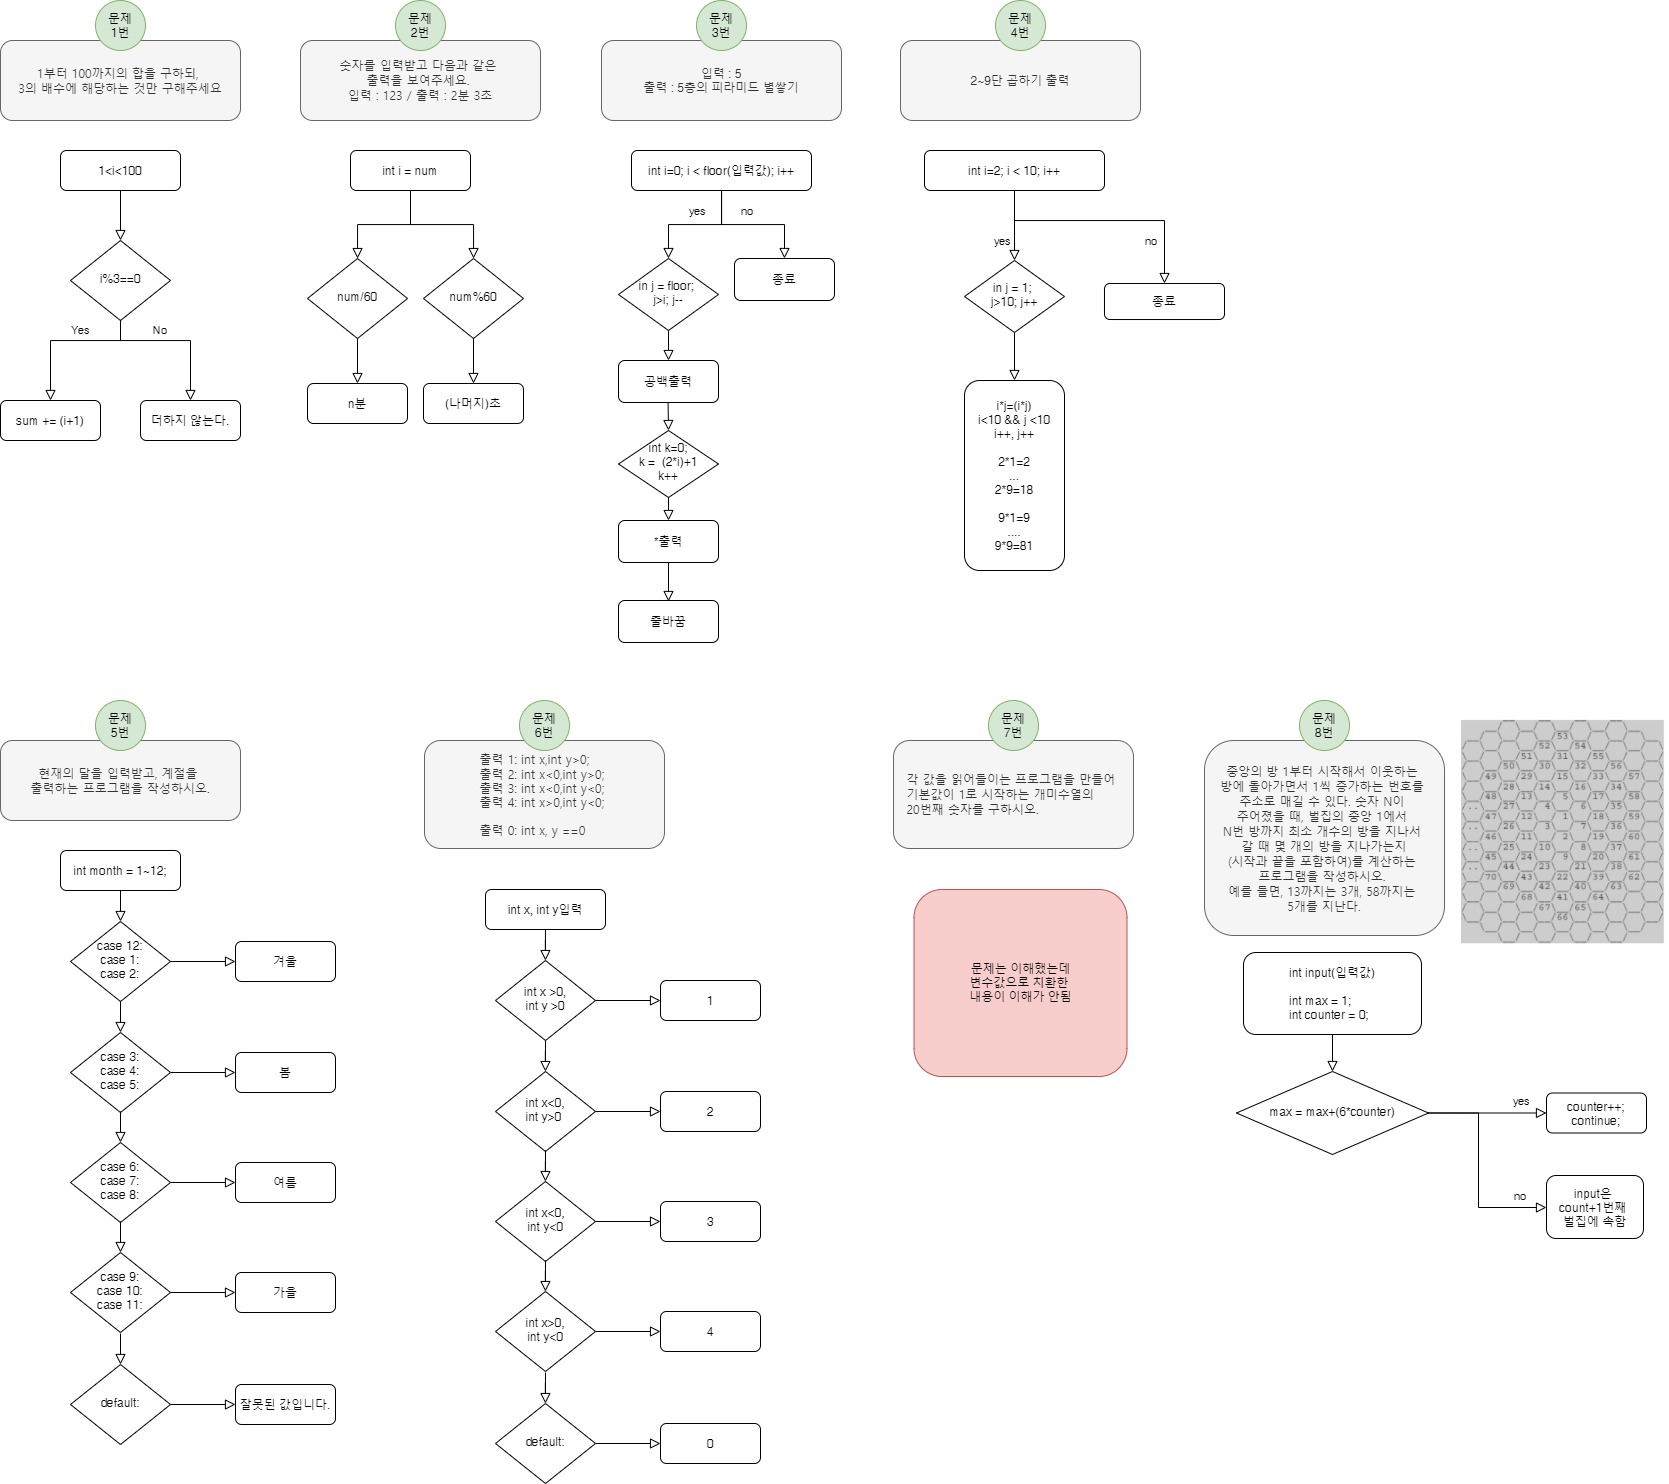 문제
1번
1부터 100까지의 합을 구하되,
3의 배수에 해당하는 것만 구해주세요
1<i<100
i%3==0
Yes
No
sum += (i+1)
더하지 않는다.
문제
2번
숫자를 입력받고 다음과 같은
출력을 보여주세요.
입력 : 123 / 출력 : 2분 3초
int i = num
num/60
num%60
n분
(나머지)초
문제
3번
입력 : 5
출력 : 5층의 피라미드 별쌓기
int i=0; i < floor(입력값); i++
yes
no
in j = floor;
j>i; j--
종료
공백출력
int k=0;
k = (2*i)+1
k++
*출력
줄바꿈
문제
4번
2~9단 곱하기 출력
int i=2; i < 10; i++
yes
no
in j = 1;
j>10; j++
종료
i*j=(i*j)
i<10 && j <10
i++, j++
2*1=2
...
2*9=18
9*1=9
....
9*9=81
문제
5번
현재의 달을 입력받고, 계절을
출력하는 프로그램을 작성하시오.
int month = 1~12;
case 12:
case 1:
case 2:
겨울
case 3:
case 4:
case 5:
봄
case 6:
case 7:
case 8:
여름
case 9:
case 10:
case 11:
가을
default:
잘못된 값입니다.
문제
6번
출력 1: int x,int y>0;
출력 2: int x<0,int y>0;
출력 3: int x<0,int y<0;
출력 4: int x>0,int y<0;
출력 0: int x, y ==0
int x, int y입력
int x >0,
int y >0
1
int x<0,
int y>0
2
int x<0,
int y<0
3
int x>0,
int y<0
4
default:
0
문제
7번
각 값을 읽어들이는 프로그램을 만들어
기본값이 1로 시작하는 개미수열의
20번째 숫자를 구하시오.
문제는 이해했는데
변수값으로 치환한
내용이 이해가 안됨
문제
8번
중앙의 방 1부터 시작해서 이웃하는
방에 돌아가면서 1씩 증가하는 번호를
주소로 매길 수 있다. 숫자 N이
주어졌을 때, 벌집의 중앙 1에서
N번 방까지 최소 개수의 방을 지나서
갈 때 몇 개의 방을 지나가는지
(시작과 끝을 포함하여)를 계산하는
프로그램을 작성하시오.
예를 들면, 13까지는 3개, 58까지는
5개를 지난다.
53
52 54
51 31 55
50 30 32 56
49 29 15 33 57
28 14 16 34
48 13 5 17 58
.. 27 4 6 35
47 12 1 18 59
.. 26 3 7 36
46 11 2 19 60
.. 25 10 8 37
45 24 9 20 61
.. 44 23 21 38
70 43 22 39 62
69 42 40 63
68 41 64
67 65
66
int input(입력값)
int max = 1;
int counter = 0;
max = max+(6*counter)
yes
counter++;
continue;
no
input은
count+1번째
벌집에 속함